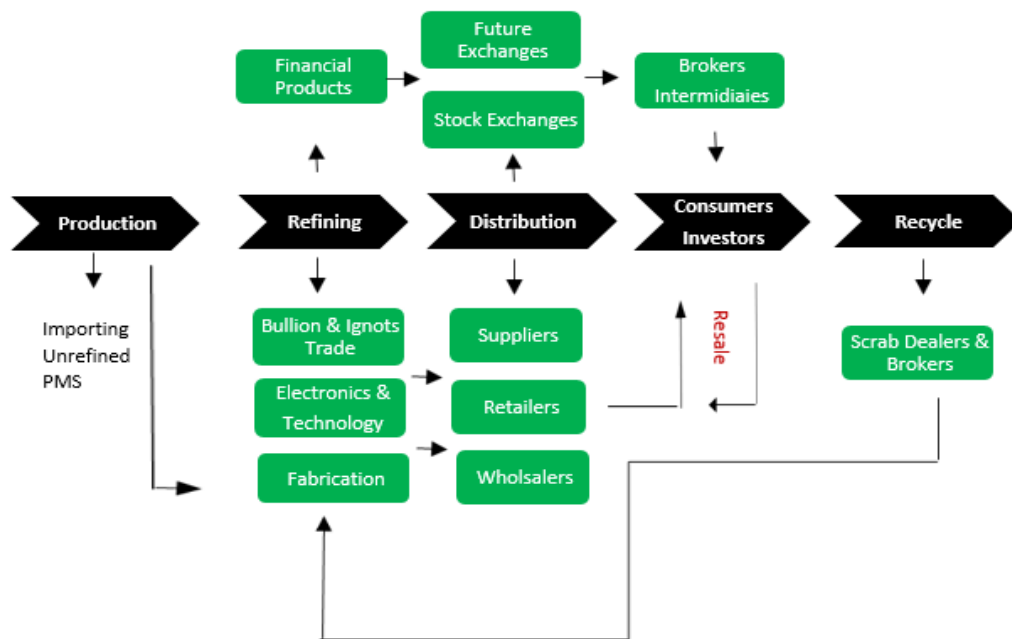 Future
Exchanges
Financial
Products
Brokers
Intermidiaies
Stock Exchanges
Production
Refining
Distribution
Consumers
Investors
Recycle
Importing
Unrefined
PMS
Bullion & Ignots
Trade
Suppliers
Resale
Scrab Dealers &
Brokers
Electronics &
Technology
Retailers
Fabrication
Wholsalers